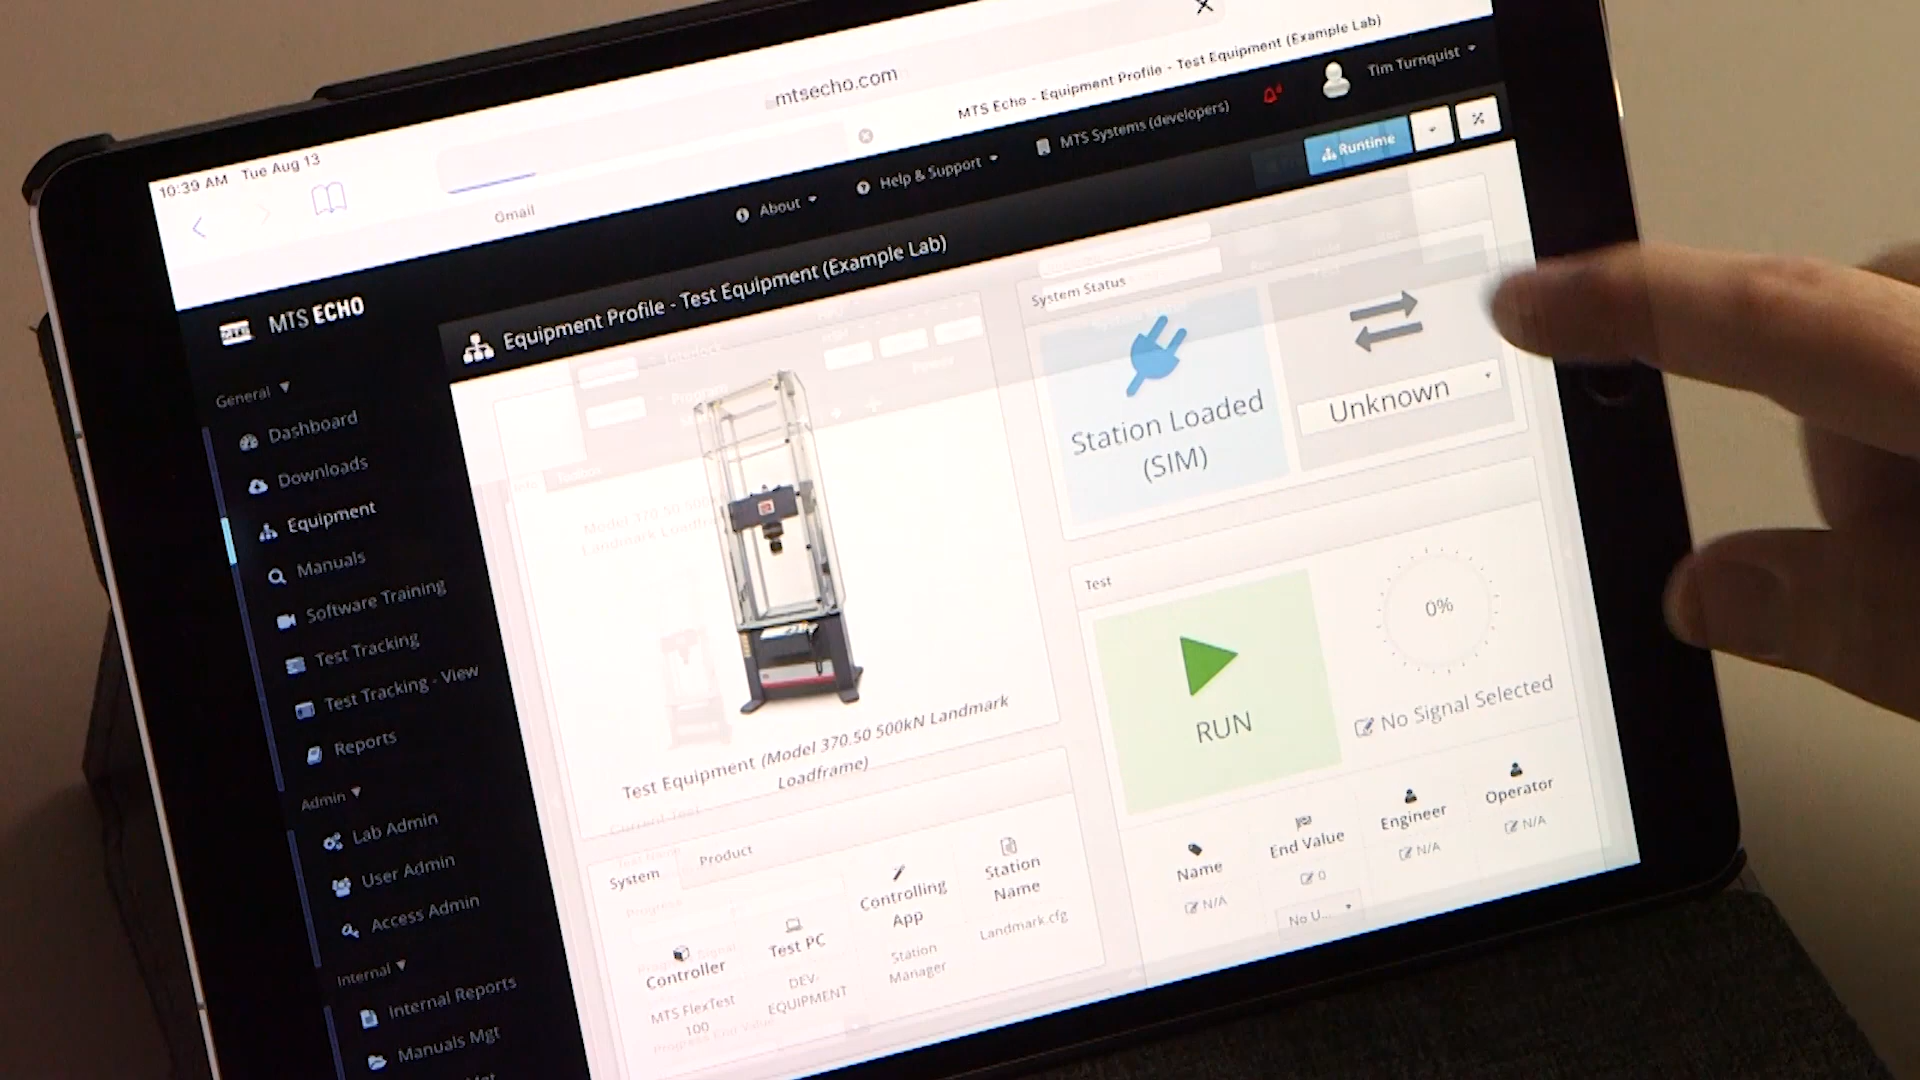 10:39 AM Tue Aug 13
mtsecho.com
Gmail
MTS Echo - Equipment Profile - Test Equipment (Example Lab)
About
Help & Support
MTS Systems (developers)
Tim Turnquist
MTS ECHO
Equipment Profile - Test Equipment (Example Lab)
Runtime
General
Dashboard
Downloads
Equipment
Manuals
Software Training
Test Tracking
Test Tracking - View
Reports
Admin
Lab Admin
User Admin
Access Admin
Internal
Internal Reports
Manuals Mgt
Test Equipment (Model 370.50 500kN Landmark
Loadframe)
System
Product
Controller
MTS FlexTest
100
Test PC
DEV-
EQUIPMENT
Controlling
App
Station
Manager
Station
Name
Landmark.cfg
System Status
Station Loaded
(SIM)
Unknown
Test
RUN
0%
No Signal Selected
Name
N/A
End Value
0
No U...
Engineer
N/A
Operator
N/A